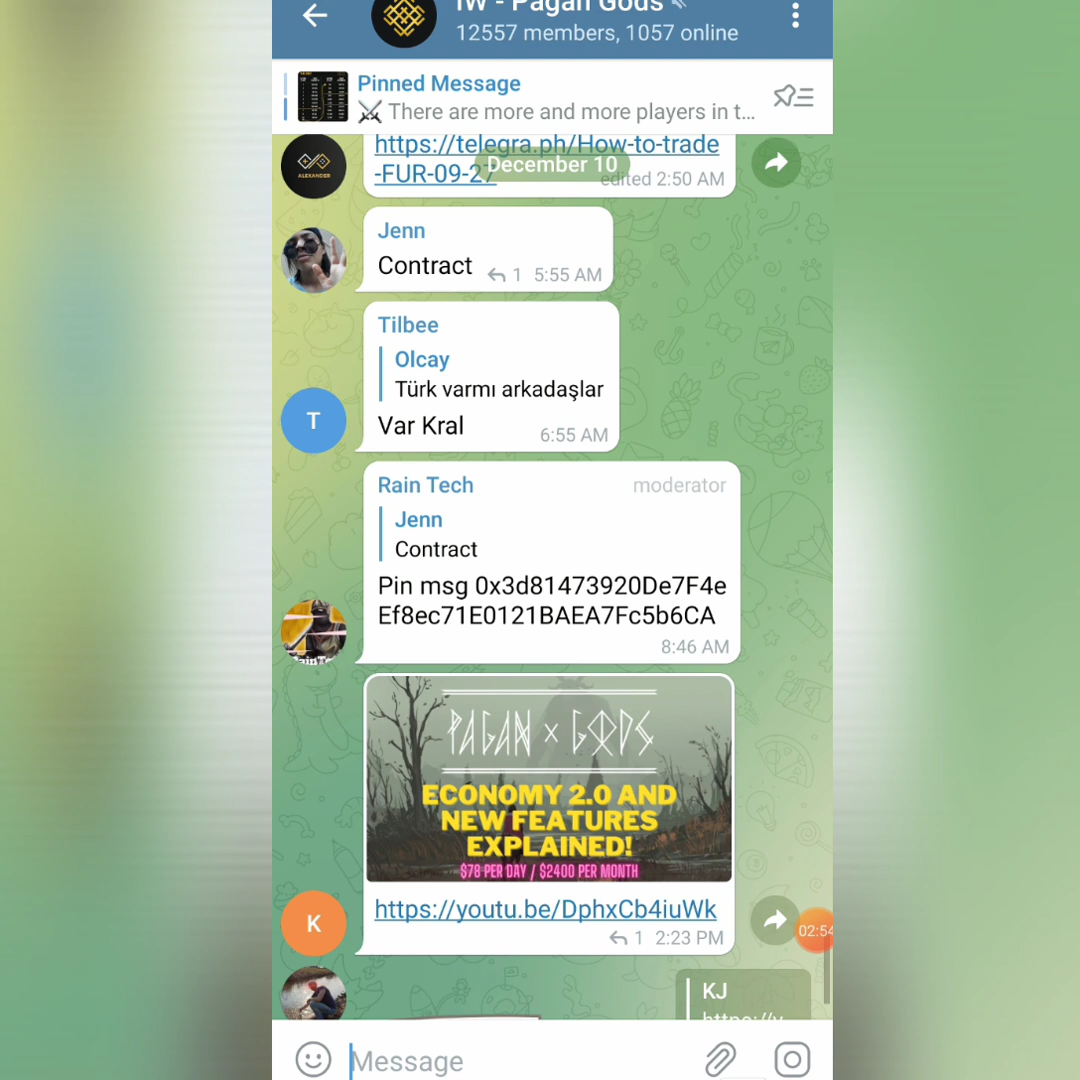 IW - Pagan Gods
12557 members, 1057 online
Pinned Message
There are more and more players in t...
https://telegra.ph/How-to-trade
-FUR-09-27
December 10
edited 2:50 AM
ALEXANDER
Jenn
Contract
1 5:55 AM
Tilbee
Olcay
Türk varmı arkadaşlar
Var Kral
6:55 AM
T
Rain Tech moderator
Jenn
Contract
Pin msg 0x3d81473920De7F4e
Ef8ec71E0121BAEA7Fc5b6CA
8:46 AM
PAGAN x GODS
ECONOMY 2.0 AND
NEW FEATURES
EXPLAINED!
$78 PER DAY / $2400 PER MONTH
https://youtu.be/DphxCb4iuWk
1 2:23 PM
K
02:54
KJ
Message